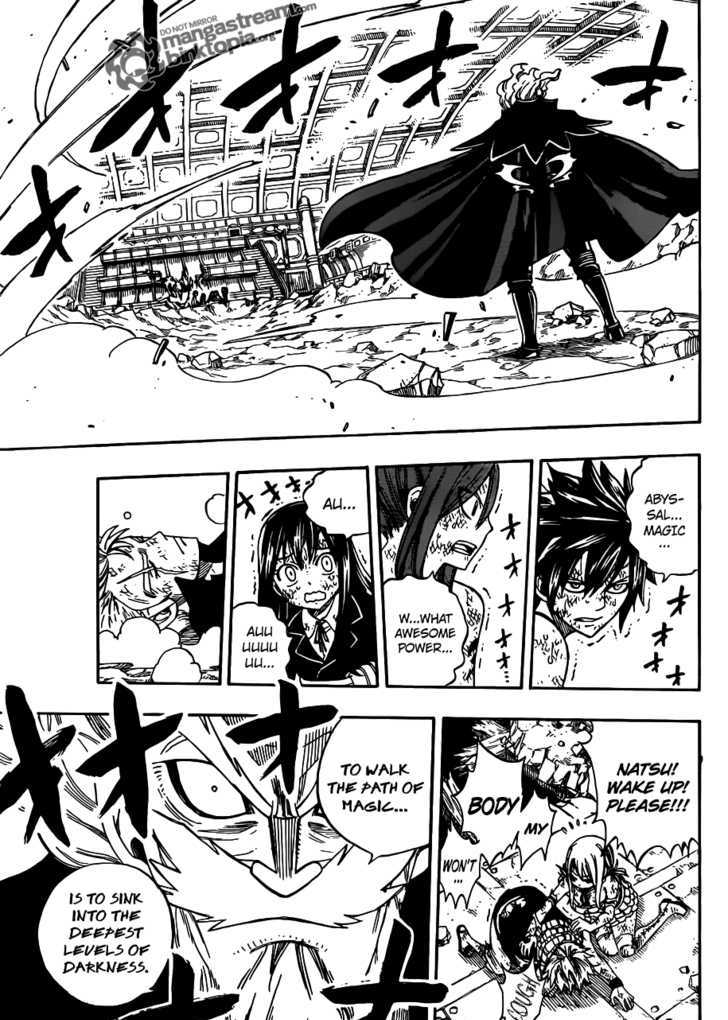 DO NOT MIRROR
mangastream.com
binktopia.org
ABYS-
SAL...
MAGIC
...
W...WHAT
AWESOME
POWER...
AU...
AUU
UUUUU
UU...
NATSU!
WAKE UP!
PLEASE!!!
MY
BODY
WON'T
...
COUGH
TO WALK
THE PATH OF
MAGIC...
IS TO SINK
INTO THE
DEEPEST
LEVELS OF
DARKNESS.